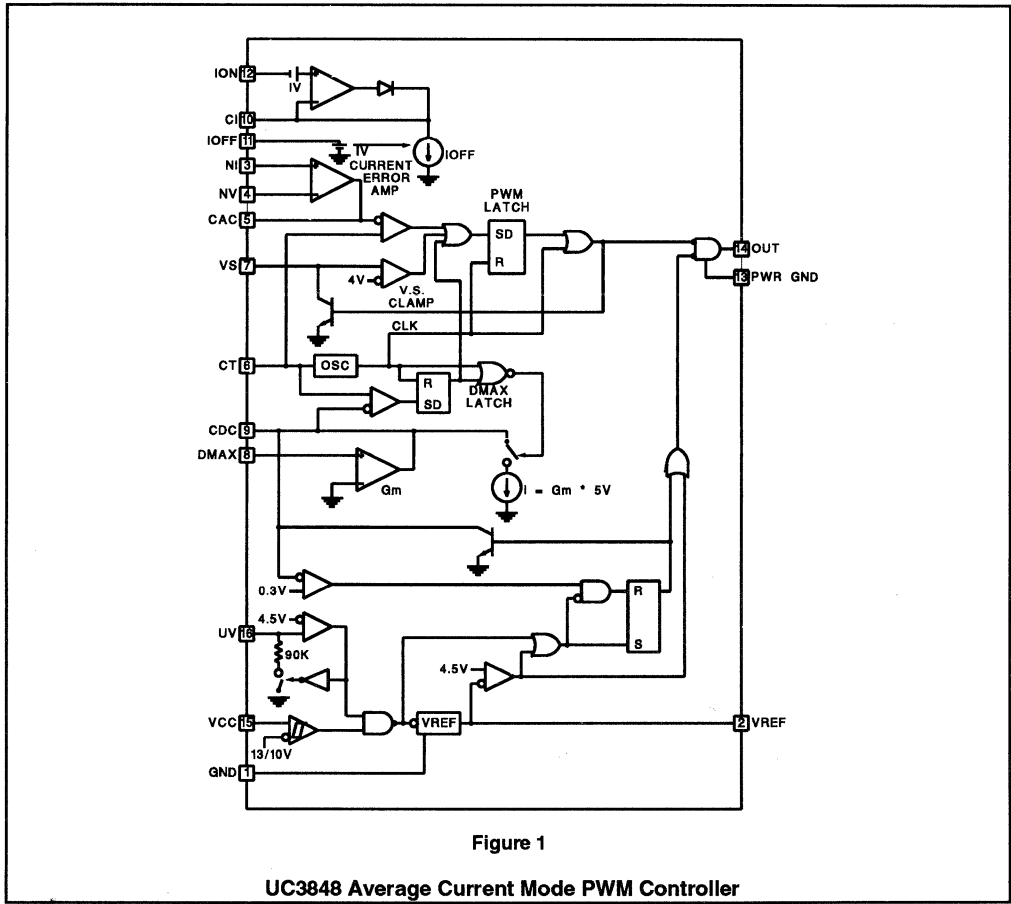 ION 12
1V
CI 10
IOFF 11
1V
IOFF
NI 3
CURRENT
ERROR
AMP
NV 4
PWM
LATCH
CAC 5
SD
R
14 OUT
VS 7
4V
13 PWR GND
V.S.
CLAMP
CLK
CT 6
OSC
R
SD
DMAX
LATCH
CDC 9
DMAX 8
Gm
I = Gm * 5V
0.3V
R
S
4.5V
UV 16
90K
4.5V
VCC 15
VREF
2 VREF
13/10V
GND 1
Figure 1
UC3848 Average Current Mode PWM Controller